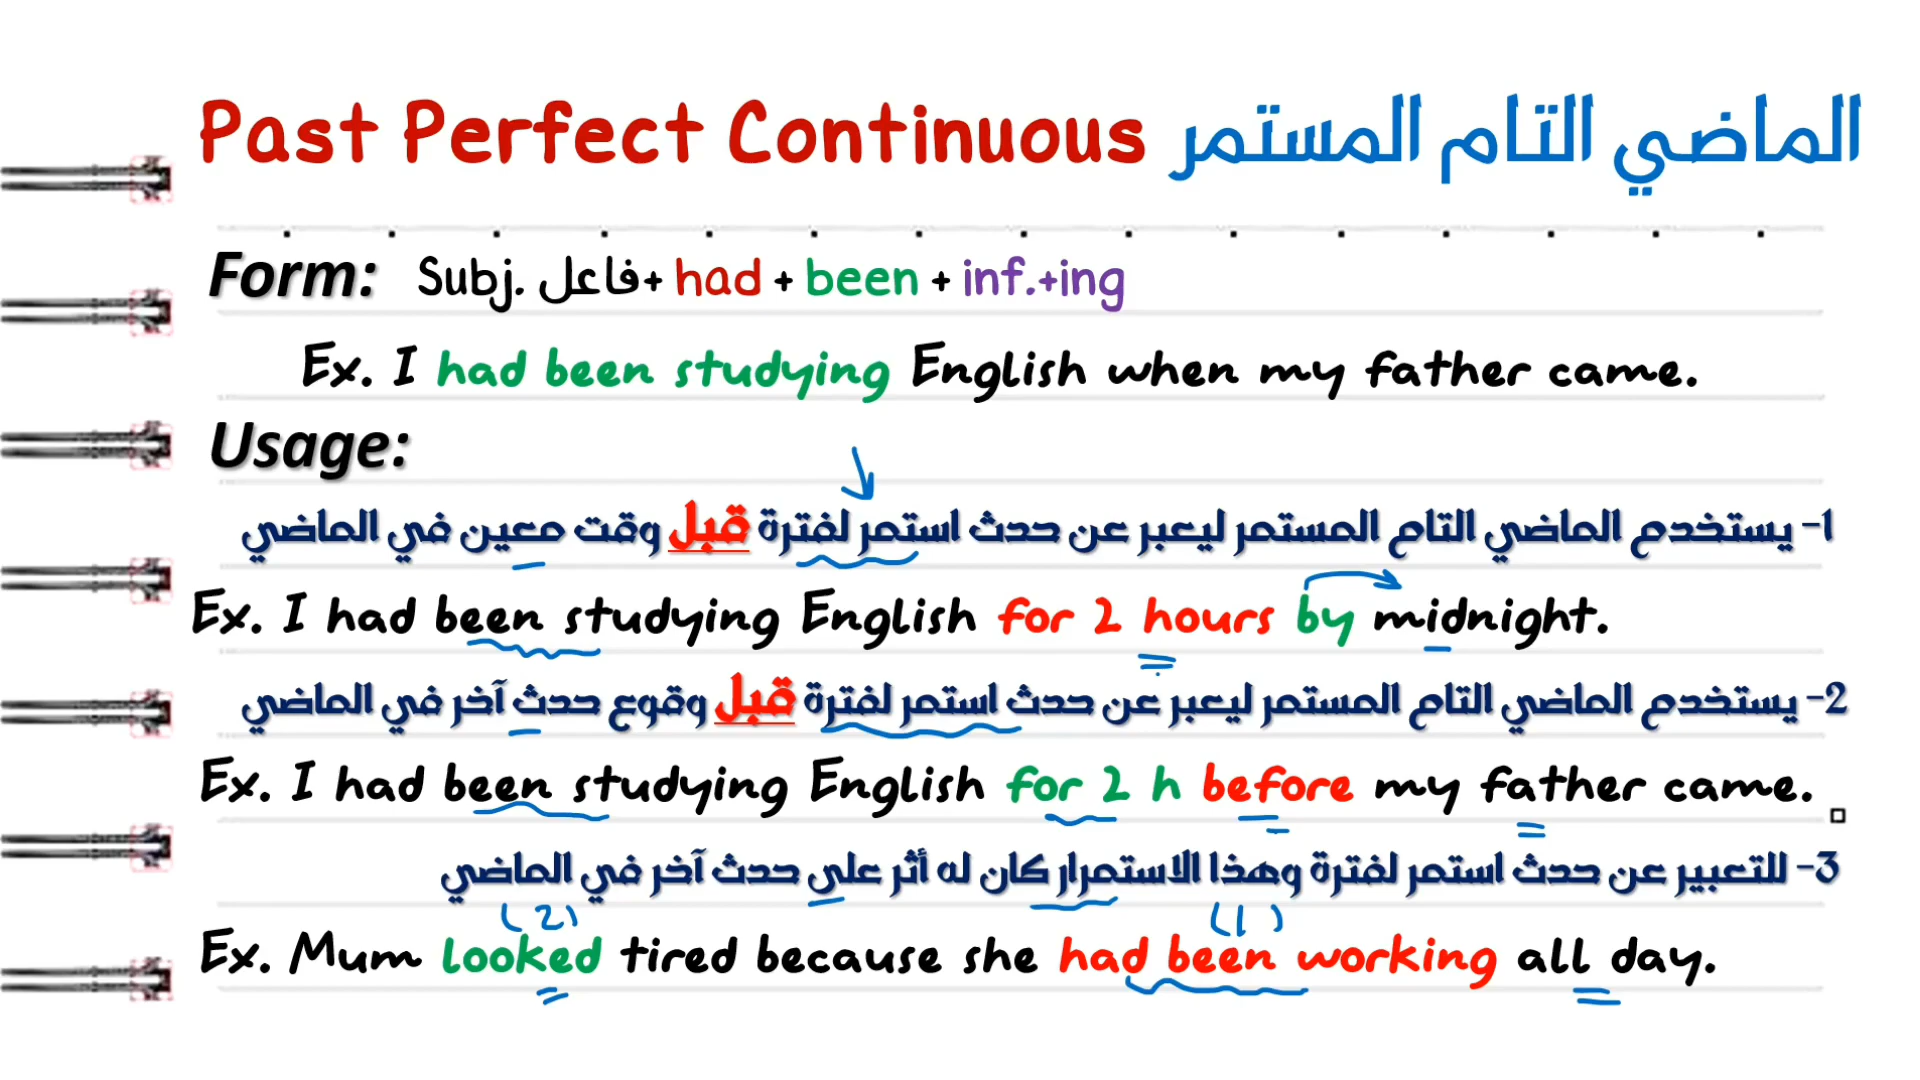 Past Perfect Continuous الماضي التام المستمر
Form: Subj. فاعل+ had + been + inf.+ing
Ex. I had been studying English when my father came.
Usage:
1- يستخدم الماضي التام المستمر ليعبر عن حدث استمر لفترة قبل وقت معين في الماضي
Ex. I had been studying English for 2 hours by midnight.
2- يستخدم الماضي التام المستمر ليعبر عن حدث استمر لفترة قبل وقوع حدث آخر في الماضي
Ex. I had been studying English for 2 h before my father came.
3- للتعبير عن حدث استمر لفترة وهذا الاستمرار كان له أثر على حدث آخر في الماضي
(2) (1)
Ex. Mum looked tired because she had been working all day.